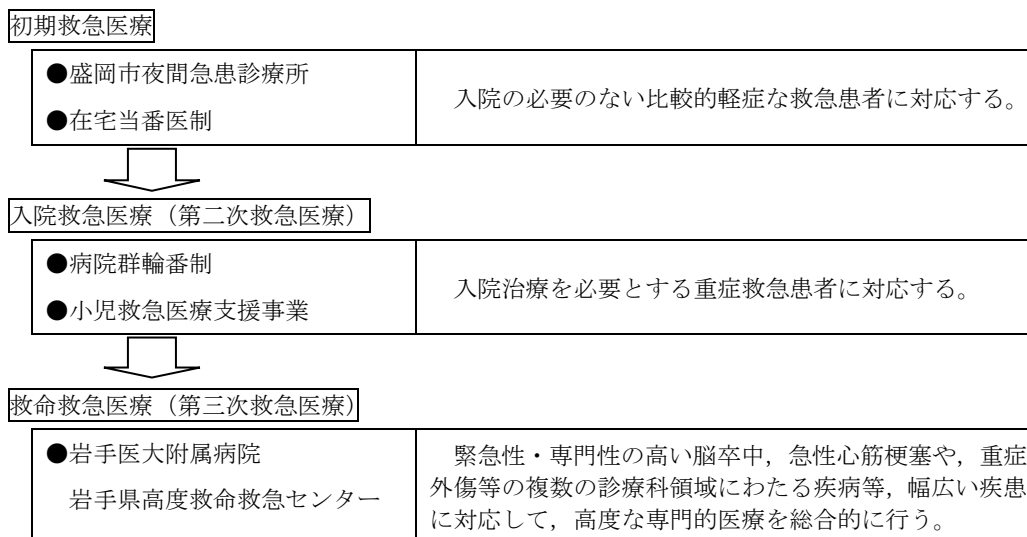 初期救急医療
●盛岡市夜間急患診療所
●在宅当番医制
入院の必要のない比較的軽症な救急患者に対応する。
入院救急医療（第二次救急医療）
●病院群輪番制
●小児救急医療支援事業
入院治療を必要とする重症救急患者に対応する。
救命救急医療（第三次救急医療）
●岩手医大附属病院
岩手県高度救命救急センター
緊急性・専門性の高い脳卒中，急性心筋梗塞や，重症
外傷等の複数の診療科領域にわたる疾病等，幅広い疾患
に対応して，高度な専門的医療を総合的に行う。